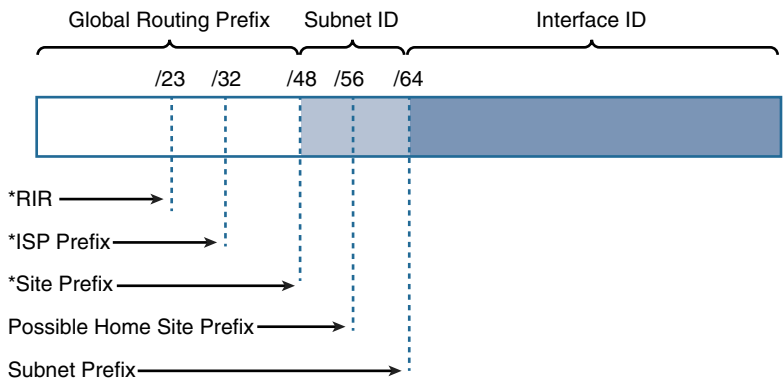 Global Routing Prefix Subnet ID Interface ID
/23 /32 /48 /56 /64
*RIR
*ISP Prefix
*Site Prefix
Possible Home Site Prefix
Subnet Prefix